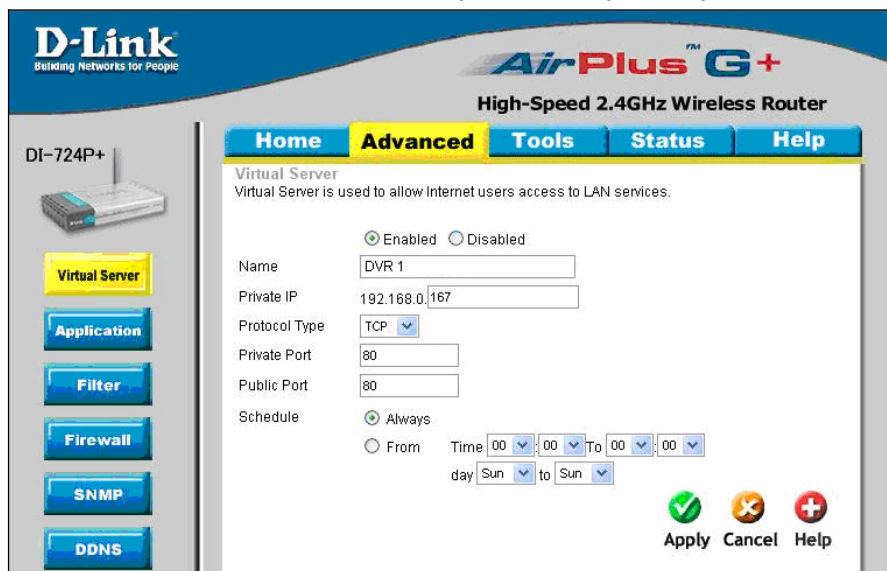 D-Link
Building Networks for People
AirPlus™ G+
High-Speed 2.4GHz Wireless Router
DI-724P+
Home Advanced Tools Status Help
Virtual Server
Virtual Server is used to allow Internet users access to LAN services.
Enabled Disabled
Name DVR 1
Private IP 192.168.0. 167
Protocol Type TCP
Private Port 80
Public Port 80
Schedule Always
From Time 00 : 00 To 00 : 00
day Sun to Sun
Apply Cancel Help
Virtual Server
Application
Filter
Firewall
SNMP
DDNS